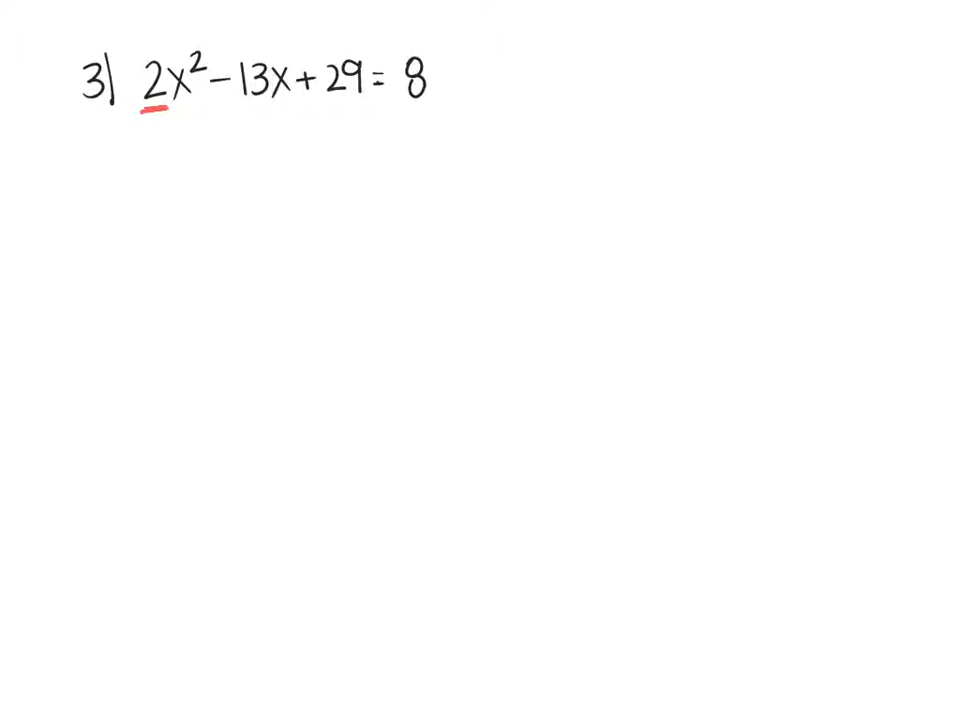 3) 2x² - 13x + 29 = 8